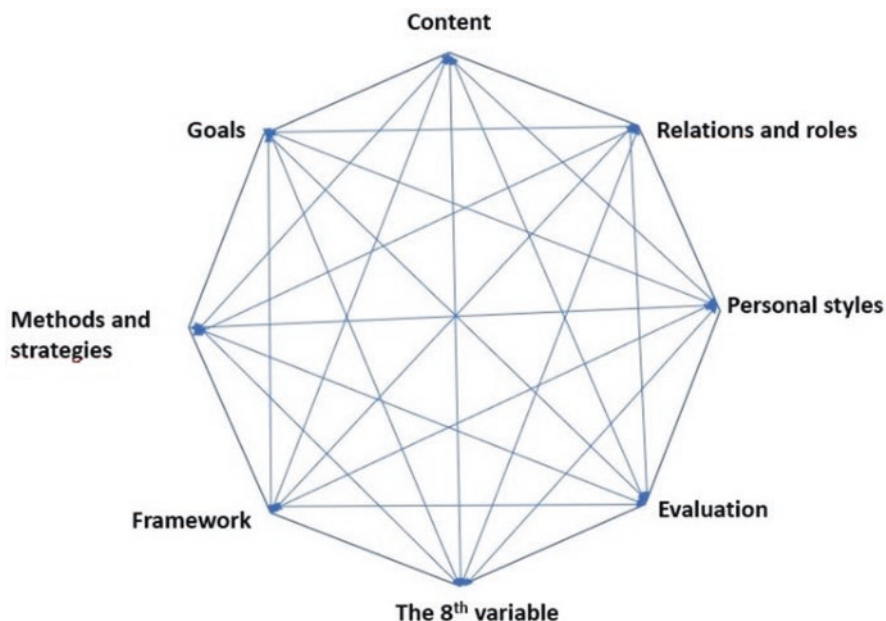 Content
Goals
Relations and roles
Personal styles
Methods and
strategies
Framework
Evaluation
The 8th variable